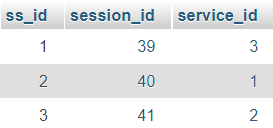 ss_id session_id service_id
1 39 3
2 40 1
3 41 2